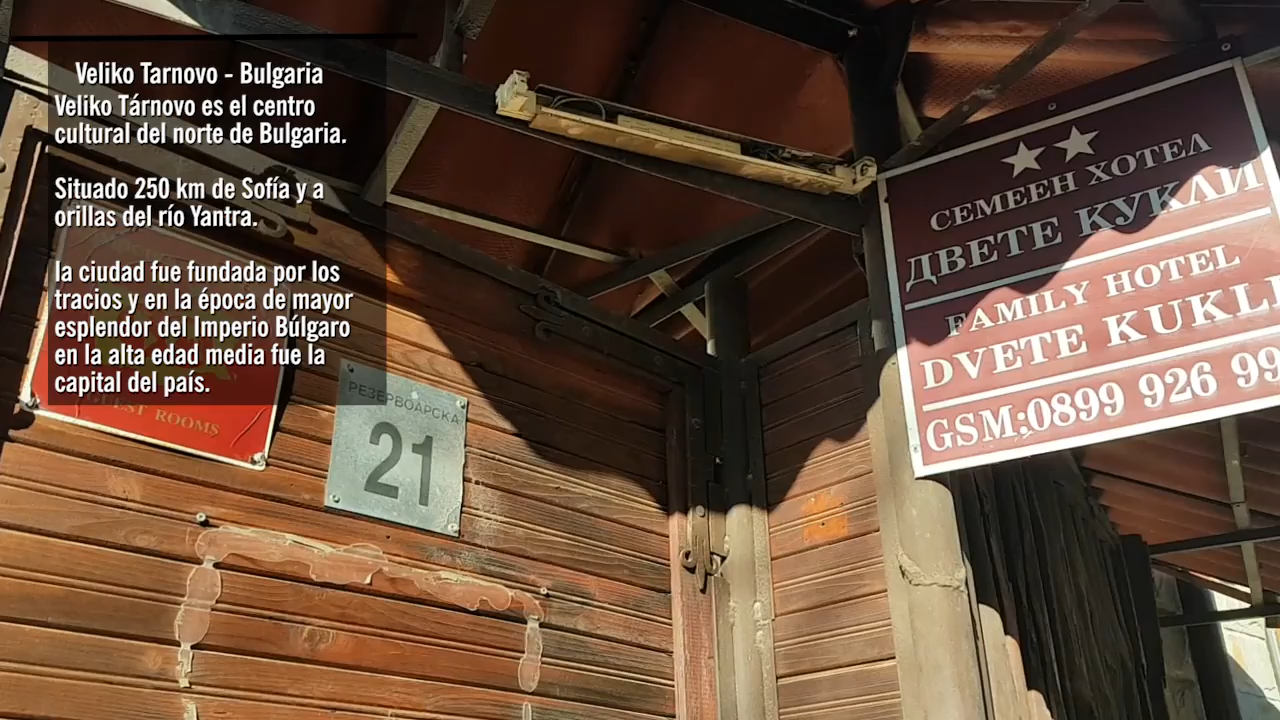 Veliko Tarnovo - Bulgaria
Veliko Tárnovo es el centro
cultural del norte de Bulgaria.
Situado 250 km de Sofía y a
orillas del río Yantra.
la ciudad fue fundada por los
tracios y en la época de mayor
esplendor del Imperio Búlgaro
en la alta edad media fue la
capital del país.
GUEST ROOMS
РЕЗЕРВОАРСКА
21
СЕМЕЕН ХОТЕЛ
ДВЕТЕ КУКЛИ
FAMILY HOTEL
DVETE KUKLI
GSM:0899 926 99